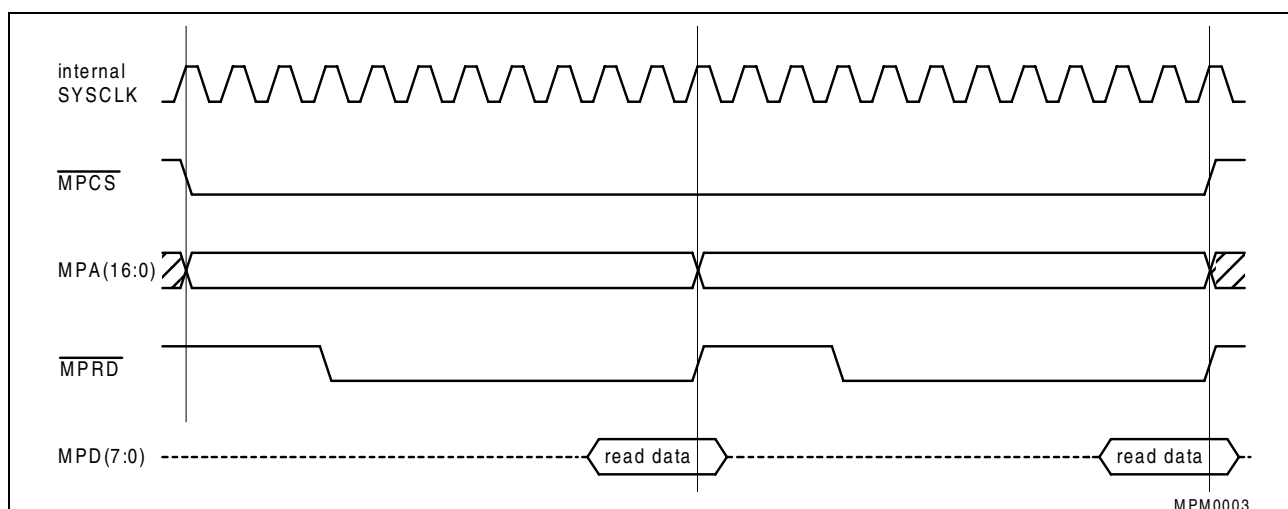 internal
SYSCLK
MPCS
MPA(16:0)
MPRD
MPD(7:0)
read data
read data
MPM0003